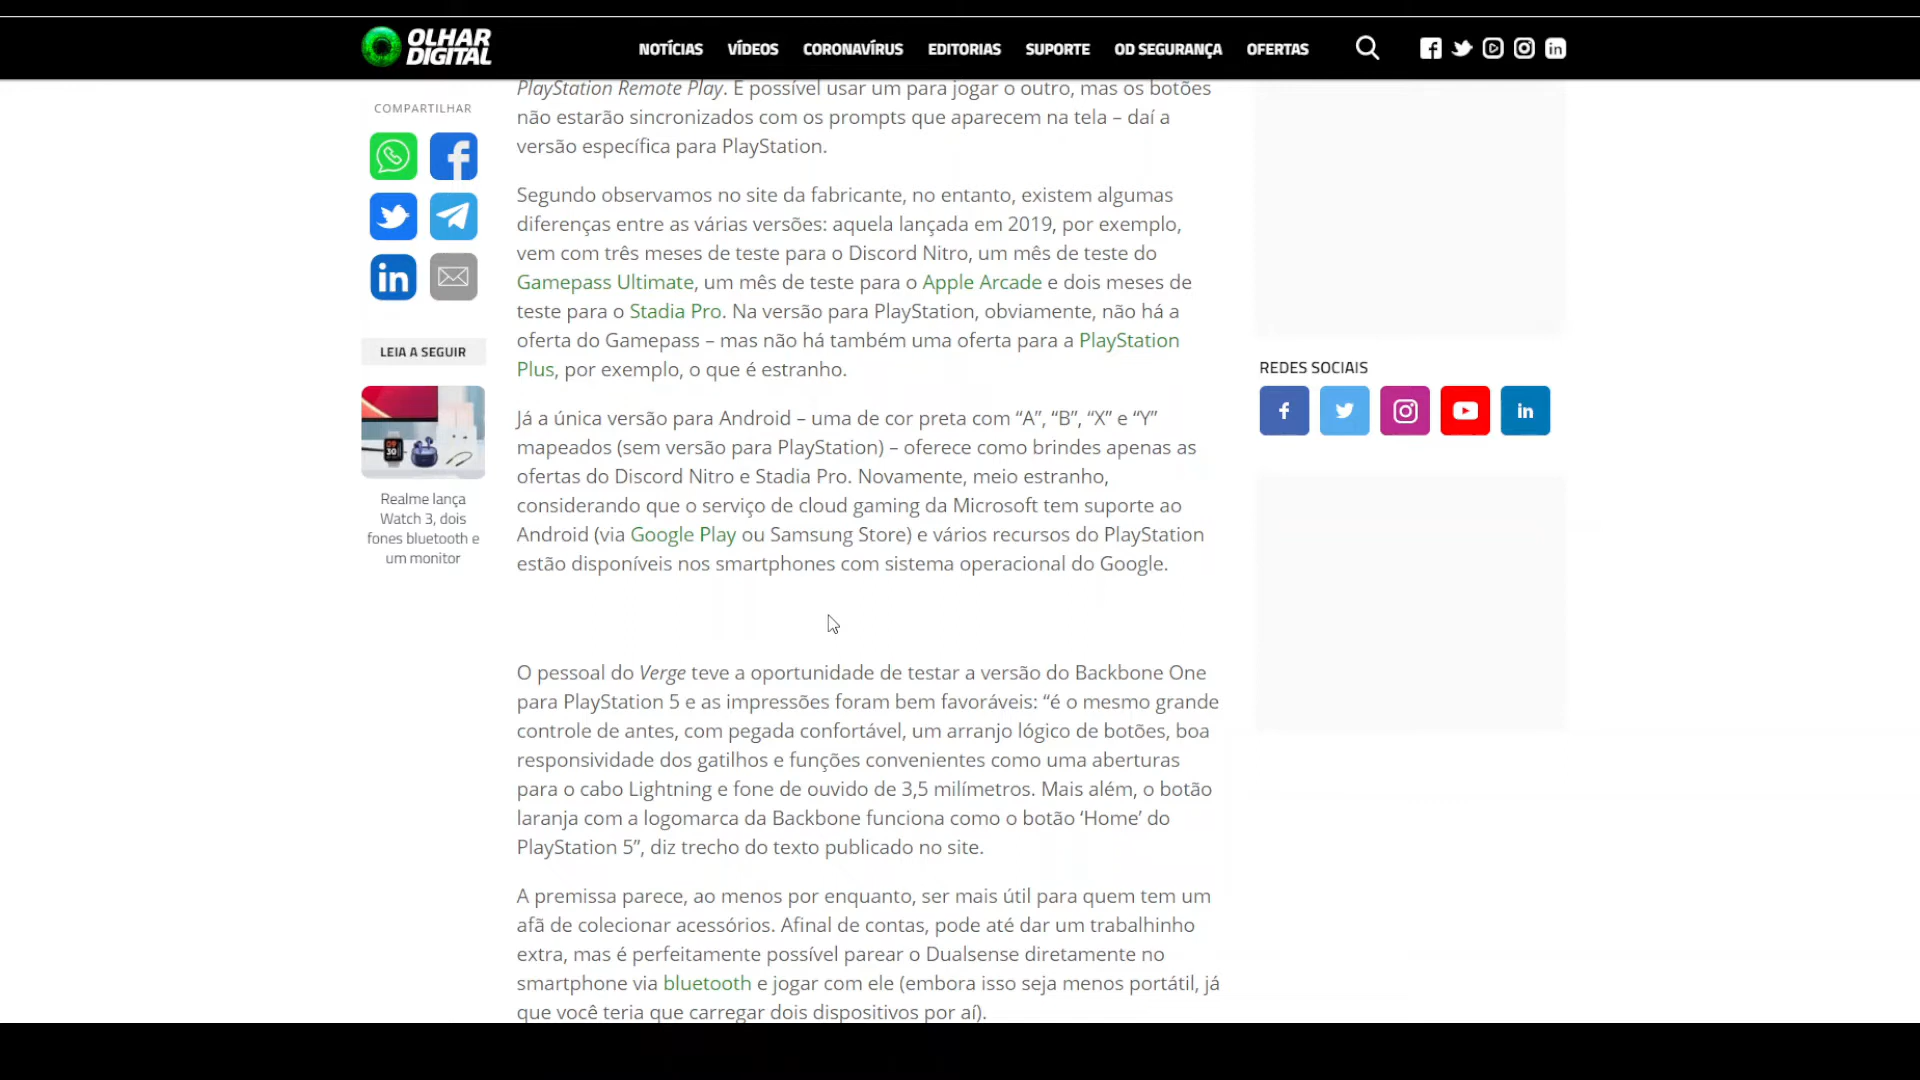 OLHAR
DIGITAL
NOTÍCIAS VÍDEOS CORONAVÍRUS EDITORIAS SUPORTE OD SEGURANÇA OFERTAS
COMPARTILHAR
LEIA A SEGUIR
Realme lança
Watch 3, dois
fones bluetooth e
um monitor
PlayStation Remote Play. É possível usar um para jogar o outro, mas os botões
não estarão sincronizados com os prompts que aparecem na tela – daí a
versão específica para PlayStation.
Segundo observamos no site da fabricante, no entanto, existem algumas
diferenças entre as várias versões: aquela lançada em 2019, por exemplo,
vem com três meses de teste para o Discord Nitro, um mês de teste do
Gamepass Ultimate, um mês de teste para o Apple Arcade e dois meses de
teste para o Stadia Pro. Na versão para PlayStation, obviamente, não há a
oferta do Gamepass – mas não há também uma oferta para a PlayStation
Plus, por exemplo, o que é estranho.
Já a única versão para Android – uma de cor preta com “A”, “B”, “X” e “Y”
mapeados (sem versão para PlayStation) – oferece como brindes apenas as
ofertas do Discord Nitro e Stadia Pro. Novamente, meio estranho,
considerando que o serviço de cloud gaming da Microsoft tem suporte ao
Android (via Google Play ou Samsung Store) e vários recursos do PlayStation
estão disponíveis nos smartphones com sistema operacional do Google.
O pessoal do Verge teve a oportunidade de testar a versão do Backbone One
para PlayStation 5 e as impressões foram bem favoráveis: “é o mesmo grande
controle de antes, com pegada confortável, um arranjo lógico de botões, boa
responsividade dos gatilhos e funções convenientes como uma aberturas
para o cabo Lightning e fone de ouvido de 3,5 milímetros. Mais além, o botão
laranja com a logomarca da Backbone funciona como o botão ‘Home’ do
PlayStation 5”, diz trecho do texto publicado no site.
A premissa parece, ao menos por enquanto, ser mais útil para quem tem um
afã de colecionar acessórios. Afinal de contas, pode até dar um trabalhinho
extra, mas é perfeitamente possível parear o Dualsense diretamente no
smartphone via bluetooth e jogar com ele (embora isso seja menos portátil, já
que você teria que carregar dois dispositivos por aí).
REDES SOCIAIS